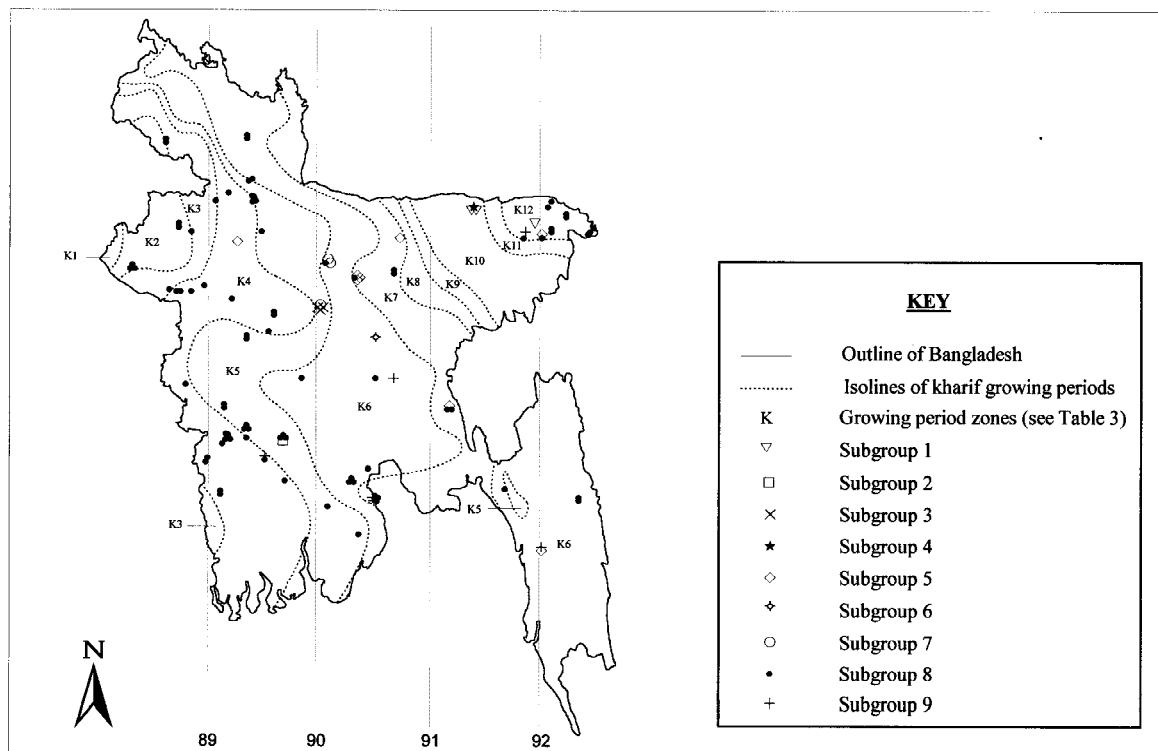 K12
K3
K2
K11
K1
K10
K4
K7
K8
K9
K5
K6
K5
K3
K6
N
89 90 91 92
KEY
Outline of Bangladesh
Isolines of kharif growing periods
K Growing period zones (see Table 3)
Subgroup 1
Subgroup 2
Subgroup 3
Subgroup 4
Subgroup 5
Subgroup 6
Subgroup 7
Subgroup 8
Subgroup 9